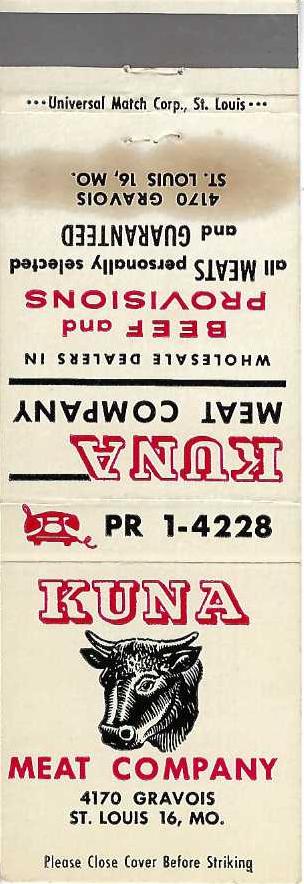 •••Universal Match Corp., St. Louis•••
KUNA
MEAT COMPANY
WHOLESALE DEALERS IN
BEEF and
PROVISIONS
all MEATS personally selected
and GUARANTEED
4170 GRAVOIS
ST. LOUIS 16, MO.
PR 1-4228
KUNA
MEAT COMPANY
4170 GRAVOIS
ST. LOUIS 16, MO.
Please Close Cover Before Striking